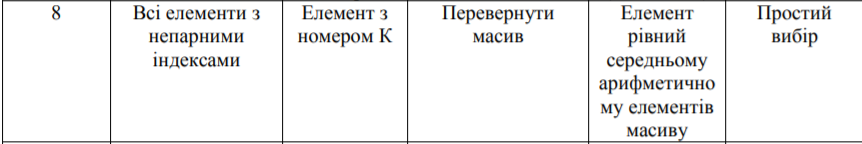 8
Всі елементи з
непарними
індексами
Елемент з
номером К
Перевернути
масив
Елемент
рівний
середньому
арифметично
му елементів
масиву
Простий
вибір